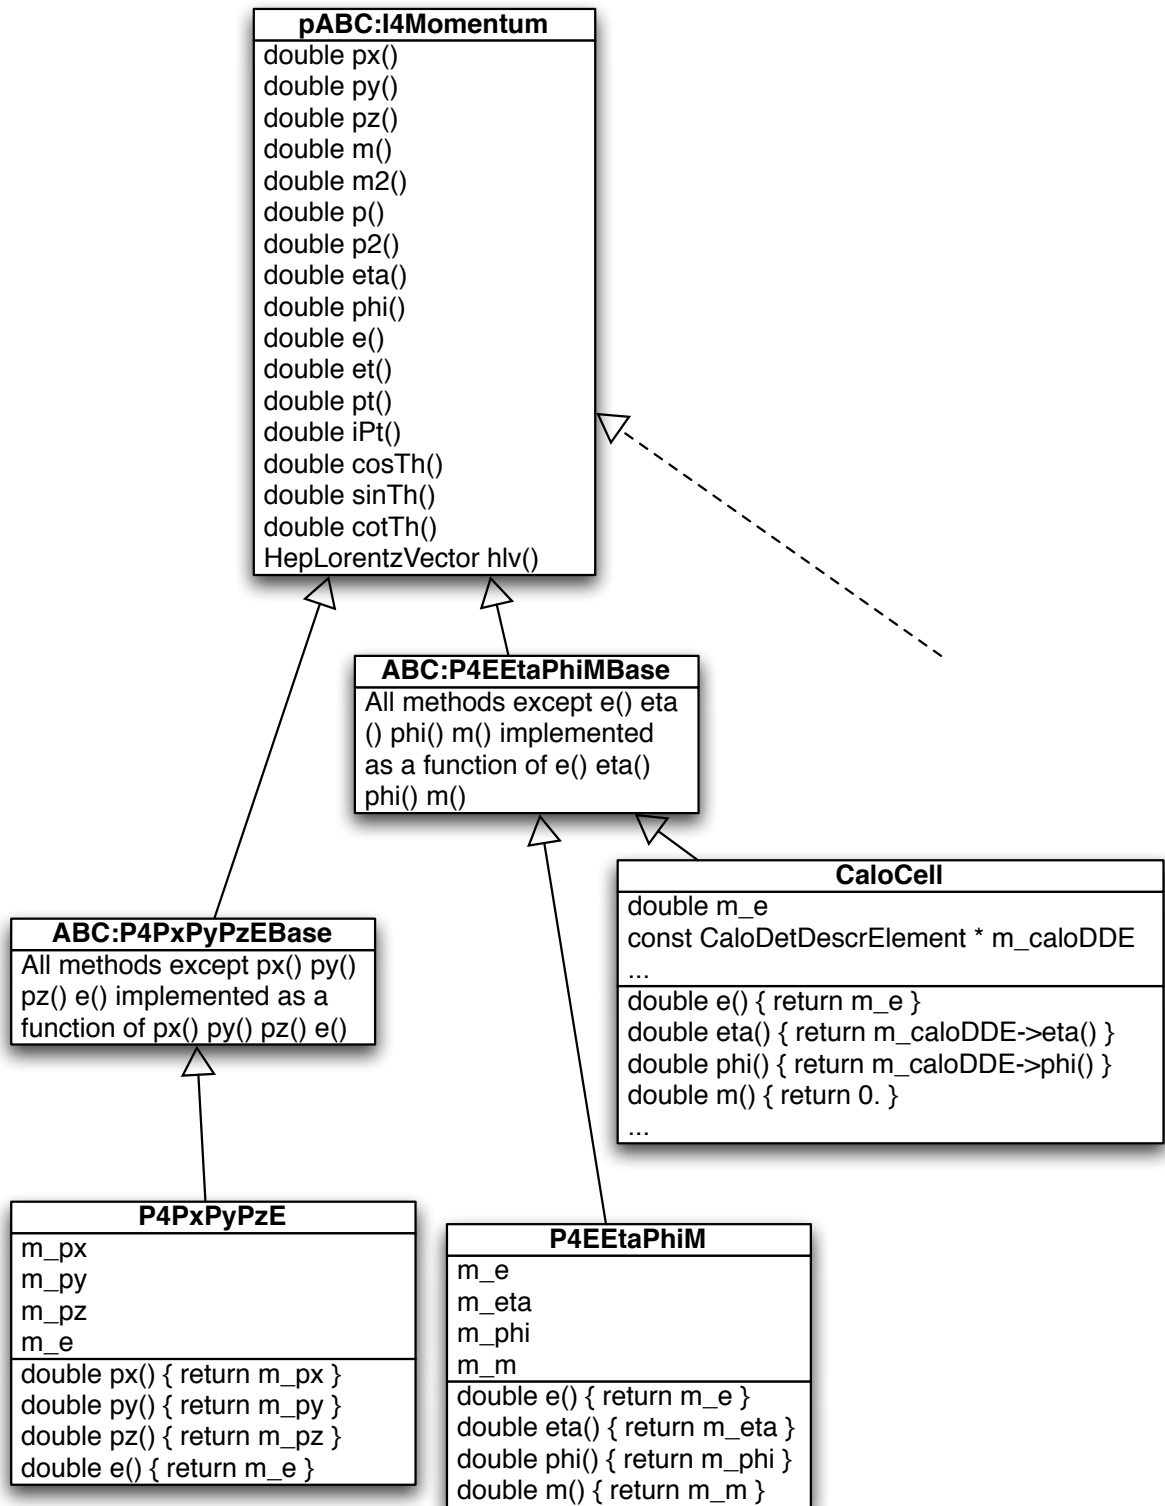 pABC:I4Momentum
double px()
double py()
double pz()
double m()
double m2()
double p()
double p2()
double eta()
double phi()
double e()
double et()
double pt()
double iPt()
double cosTh()
double sinTh()
double cotTh()
HepLorentzVector hlv()
ABC:P4EEtaPhiMBase
All methods except e() eta
() phi() m() implemented
as a function of e() eta()
phi() m()
CaloCell
double m_e
const CaloDetDescrElement * m_caloDDE
...
double e() { return m_e }
double eta() { return m_caloDDE->eta() }
double phi() { return m_caloDDE->phi() }
double m() { return 0. }
...
ABC:P4PxPyPzEBase
All methods except px() py()
pz() e() implemented as a
function of px() py() pz() e()
P4PxPyPzE
m_px
m_py
m_pz
m_e
double px() { return m_px }
double py() { return m_py }
double pz() { return m_pz }
double e() { return m_e }
P4EEtaPhiM
m_e
m_eta
m_phi
m_m
double e() { return m_e }
double eta() { return m_eta }
double phi() { return m_phi }
double m() { return m_m }